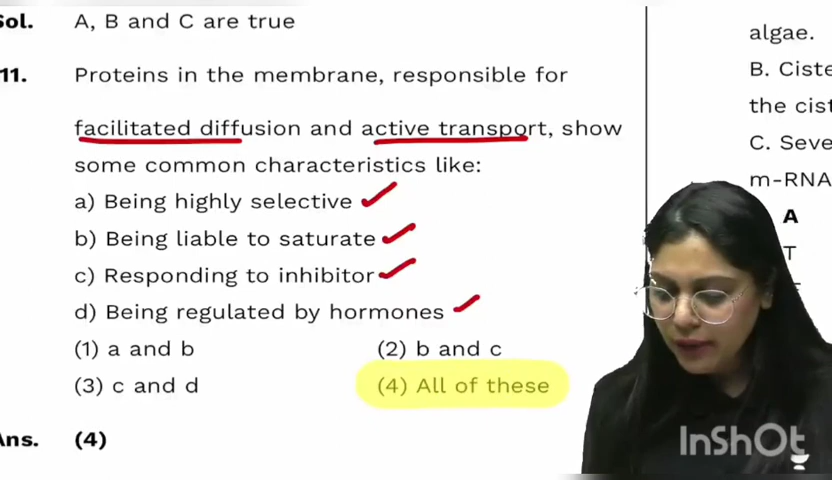 Sol. A, B and C are true
11. Proteins in the membrane, responsible for
facilitated diffusion and active transport, show
some common characteristics like:
a) Being highly selective
b) Being liable to saturate
c) Responding to inhibitor
d) Being regulated by hormones
(1) a and b (2) b and c
(3) c and d (4) All of these
Ans. (4)
algae.
B. Ciste
the cist
C. Seve
m-RNA
A
T
InShOt